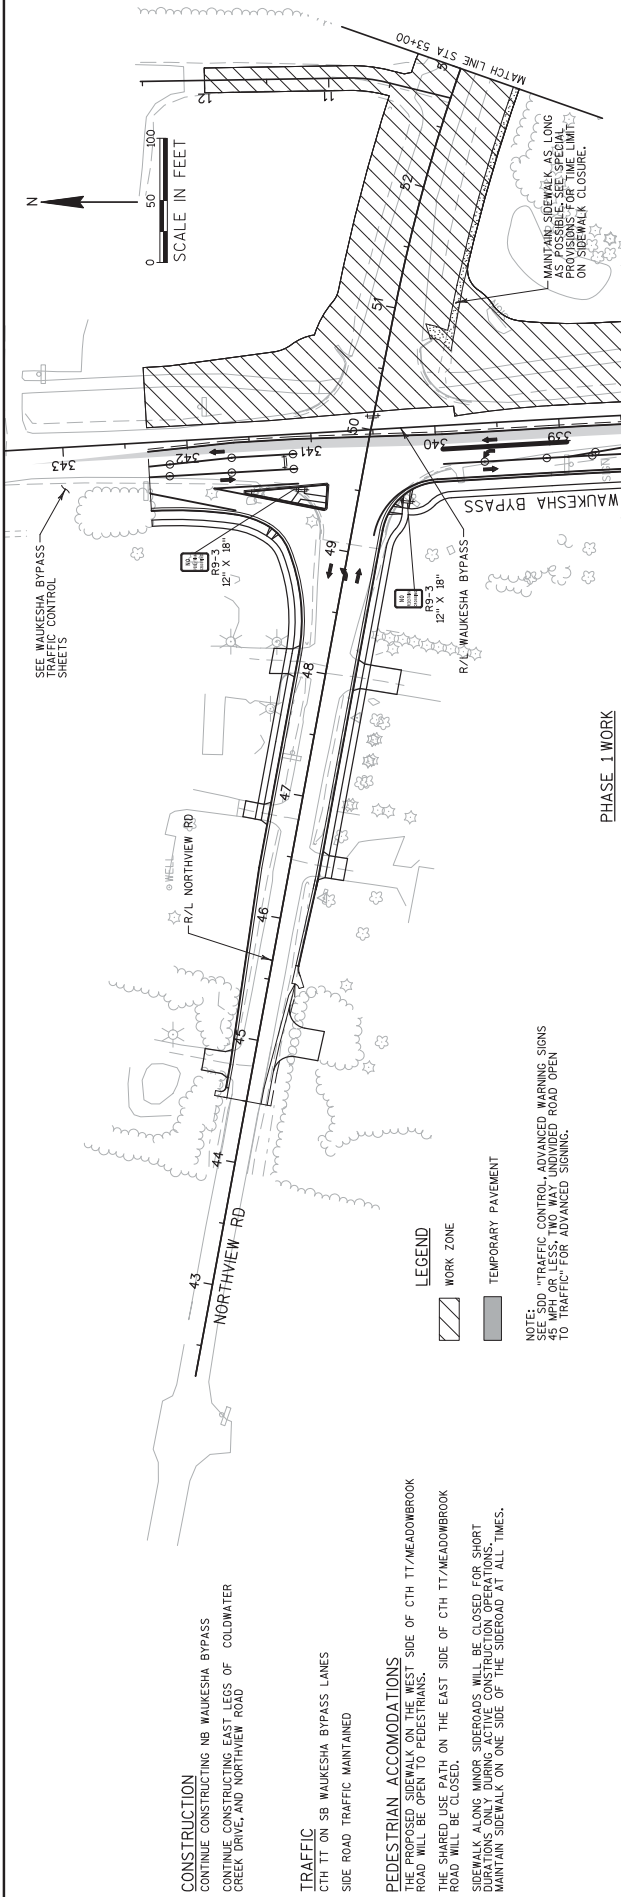 CONSTRUCTION
CONTINUE CONSTRUCTING NB WAUKESHA BYPASS
CONTINUE CONSTRUCTING EAST LEGS OF COLDWATER
CREEK DRIVE, AND NORTHVIEW ROAD
TRAFFIC
CTH TT ON SB WAUKESHA BYPASS LANES
SIDE ROAD TRAFFIC MAINTAINED
PEDESTRIAN ACCOMODATIONS
THE PROPOSED SIDEWALK ON THE WEST SIDE OF CTH TT/MEADOWBROOK
ROAD WILL BE OPEN TO PEDESTRIANS.
THE SHARED USE PATH ON THE EAST SIDE OF CTH TT/MEADOWBROOK
ROAD WILL BE CLOSED.
SIDEWALK ALONG MINOR SIDEROADS WILL BE CLOSED FOR SHORT
DURATIONS ONLY DURING ACTIVE CONSTRUCTION OPERATIONS.
MAINTAIN SIDEWALK ON ONE SIDE OF THE SIDEROAD AT ALL TIMES.
NORTHVIEW RD
43
44
45
46
47
48
49
50
51
52
LEGEND
WORK ZONE
TEMPORARY PAVEMENT
NOTE:
SEE SDD "TRAFFIC CONTROL, ADVANCED WARNING SIGNS
45 MPH OR LESS, TWO WAY UNDIVIDED ROAD OPEN
TO TRAFFIC" FOR ADVANCED SIGNING.
WELL
R/L NORTHVIEW RD
PHASE 1 WORK
SEE WAUKESHA BYPASS
TRAFFIC CONTROL
SHEETS
R9-3
12" X 18"
R9-3
12" X 18"
R/L WAUKESHA BYPASS
WAUKESHA BYPASS
SIGN
343
342
341
340
339
N
0
50
100
SCALE IN FEET
12
11
MATCH LINE STA 53+00
MAINTAIN SIDEWALK AS LONG
AS POSSIBLE. SEE SPECIAL
PROVISIONS FOR TIME LIMIT
ON SIDEWALK CLOSURE.